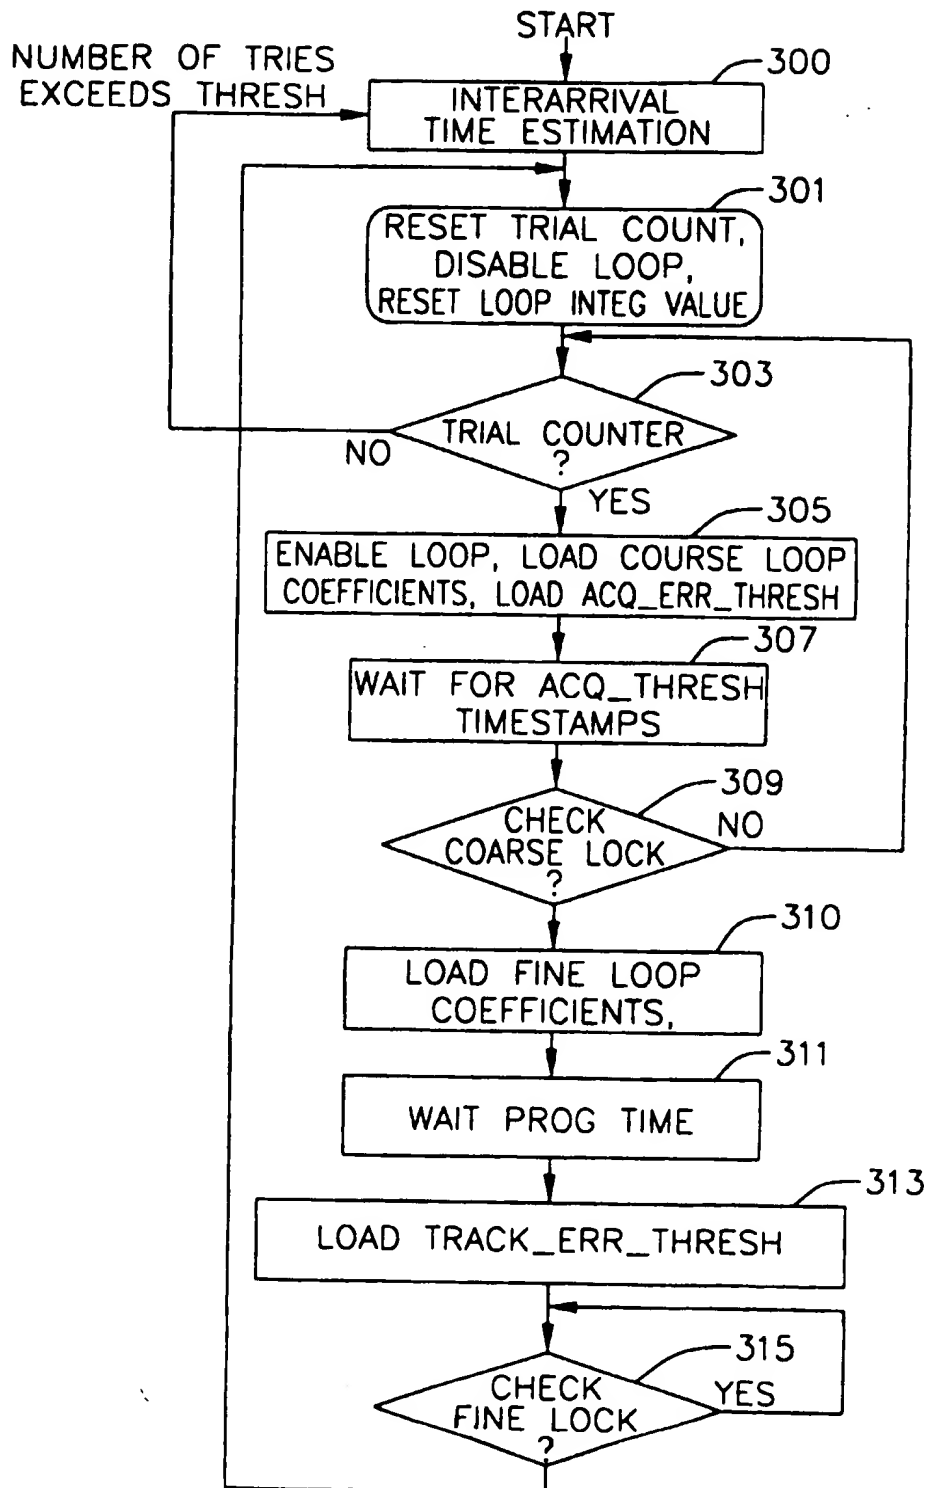 START
NUMBER OF TRIES
EXCEEDS THRESH
300
INTERARRIVAL
TIME ESTIMATION
301
RESET TRIAL COUNT,
DISABLE LOOP,
RESET LOOP INTEG VALUE
303
TRIAL COUNTER
?
NO
YES
305
ENABLE LOOP, LOAD COURSE LOOP
COEFFICIENTS, LOAD ACQ_ERR_THRESH
307
WAIT FOR ACQ_THRESH
TIMESTAMPS
309
CHECK
COARSE LOCK
?
NO
310
LOAD FINE LOOP
COEFFICIENTS,
311
WAIT PROG TIME
313
LOAD TRACK_ERR_THRESH
315
CHECK
FINE LOCK
?
YES